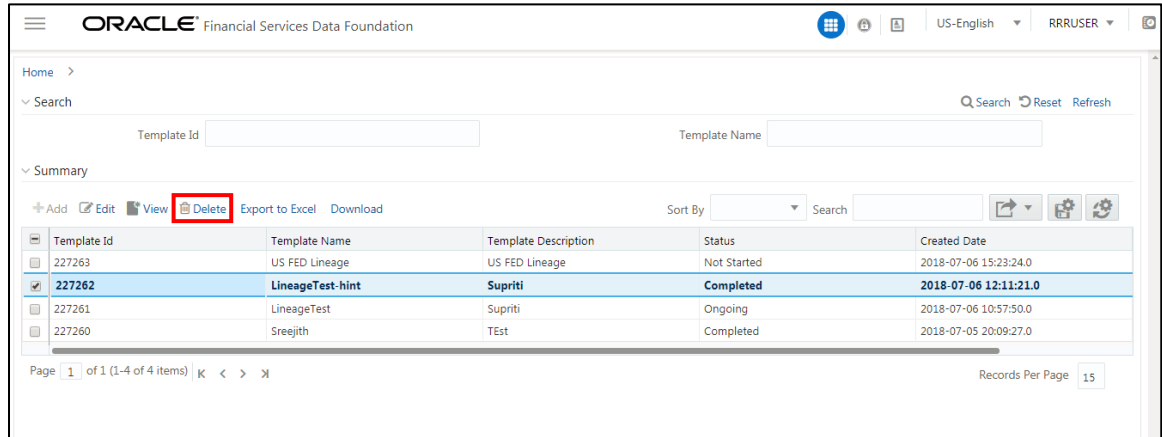 ORACLE® Financial Services Data Foundation US-English RRRUSER
Home >
Search Search Reset Refresh
Template Id Template Name
Summary
Add Edit View Delete Export to Excel Download Sort By Search
Template Id Template Name Template Description Status Created Date
227263 US FED Lineage US FED Lineage Not Started 2018-07-06 15:23:24.0
227262 LineageTest-hint Supriti Completed 2018-07-06 12:11:21.0
227261 LineageTest Supriti Ongoing 2018-07-06 10:57:50.0
227260 Sreejith TEst Completed 2018-07-05 20:09:27.0
Page 1 of 1 (1-4 of 4 items) Records Per Page 15